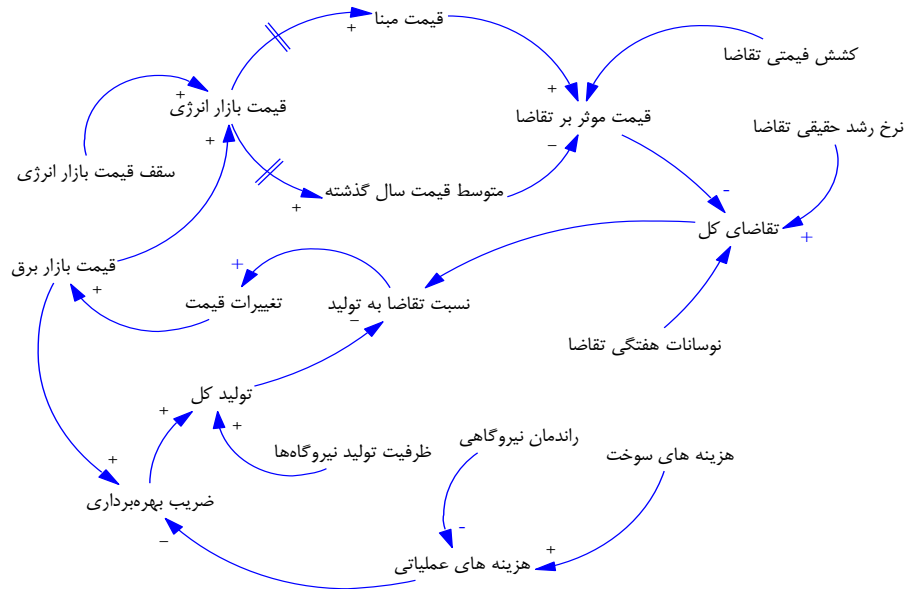 قیمت مبنا
کشش فیمتی تقاضا
قیمت بازار انرژی
قیمت موثر بر تقاضا
نرخ رشد حقیقی تقاضا
سقف قیمت بازار انرژی
متوسط قیمت سال گذشته
تقاضای کل
قیمت بازار برق
تغییرات قیمت
نسبت تقاضا به تولید
نوسانات هفتگی تقاضا
تولید کل
راندمان نیروگاهی
ظرفیت تولید نیروگاه‌ها
هزینه های سوخت
ضریب بهره‌برداری
هزینه های عملیاتی